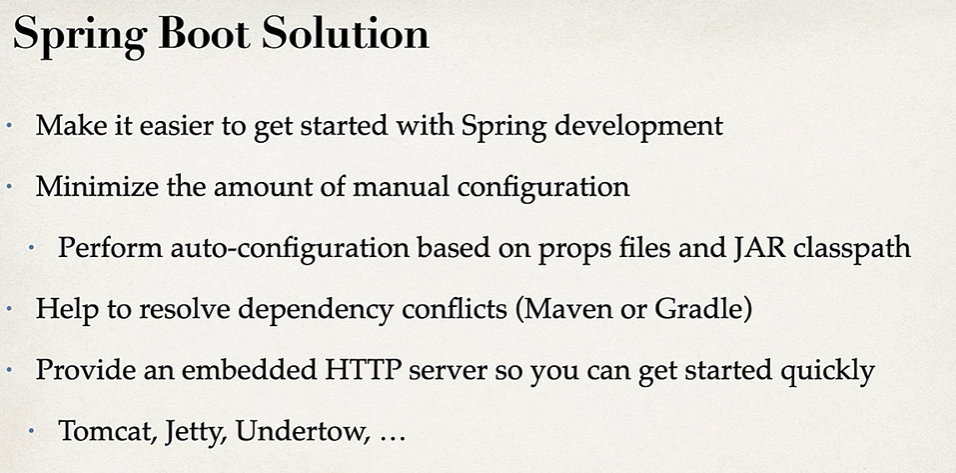 Spring Boot Solution
• Make it easier to get started with Spring development
• Minimize the amount of manual configuration
• Perform auto-configuration based on props files and JAR classpath
• Help to resolve dependency conflicts (Maven or Gradle)
• Provide an embedded HTTP server so you can get started quickly
• Tomcat, Jetty, Undertow, …